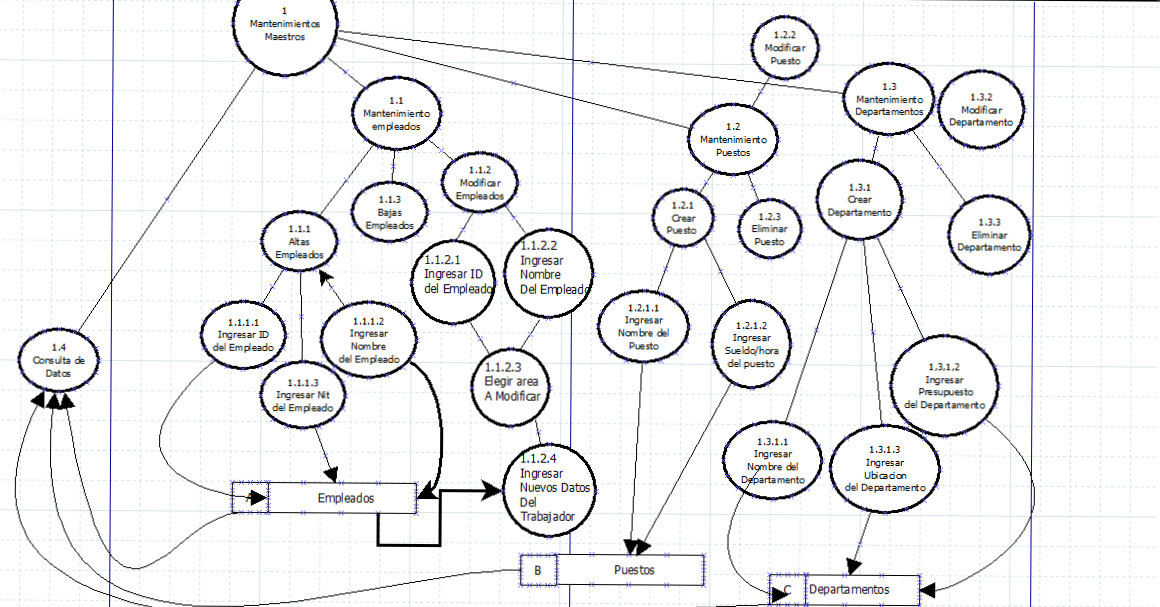 1
Mantenimientos
Maestros
1.2.2
Modificar
Puesto
1.1
Mantenimiento
empleados
1.2
Mantenimiento
Puestos
1.3
Mantenimiento
Departamentos
1.3.2
Modificar
Departamento
1.1.2
Modificar
Empleados
1.1.3
Bajas
Empleados
1.1.1
Altas
Empleados
1.2.1
Crear
Puesto
1.2.3
Eliminar
Puesto
1.3.1
Crear
Departamento
1.3.3
Eliminar
Departamento
1.1.2.1
Ingresar ID
del Empleado
1.1.2.2
Ingresar
Nombre
Del Empleado
1.1.1.1
Ingresar ID
del Empleado
1.1.1.2
Ingresar
Nombre
del Empleado
1.2.1.1
Ingresar
Nombre del
Puesto
1.2.1.2
Ingresar
Sueldo/hora
del puesto
1.4
Consulta de
Datos
1.1.1.3
Ingresar Nit
del Empleado
1.1.2.3
Elegir area
A Modificar
1,3,1,2
Ingresar
Presupuesto
del Departamento
1.3.1.1
Ingresar
Nombre del
Departamento
1.3.1.3
Ingresar
Ubicacion
del Departamento
1.1.2.4
Ingresar
Nuevos Datos
Del
Trabajador
A Empleados
B Puestos
C Departamentos